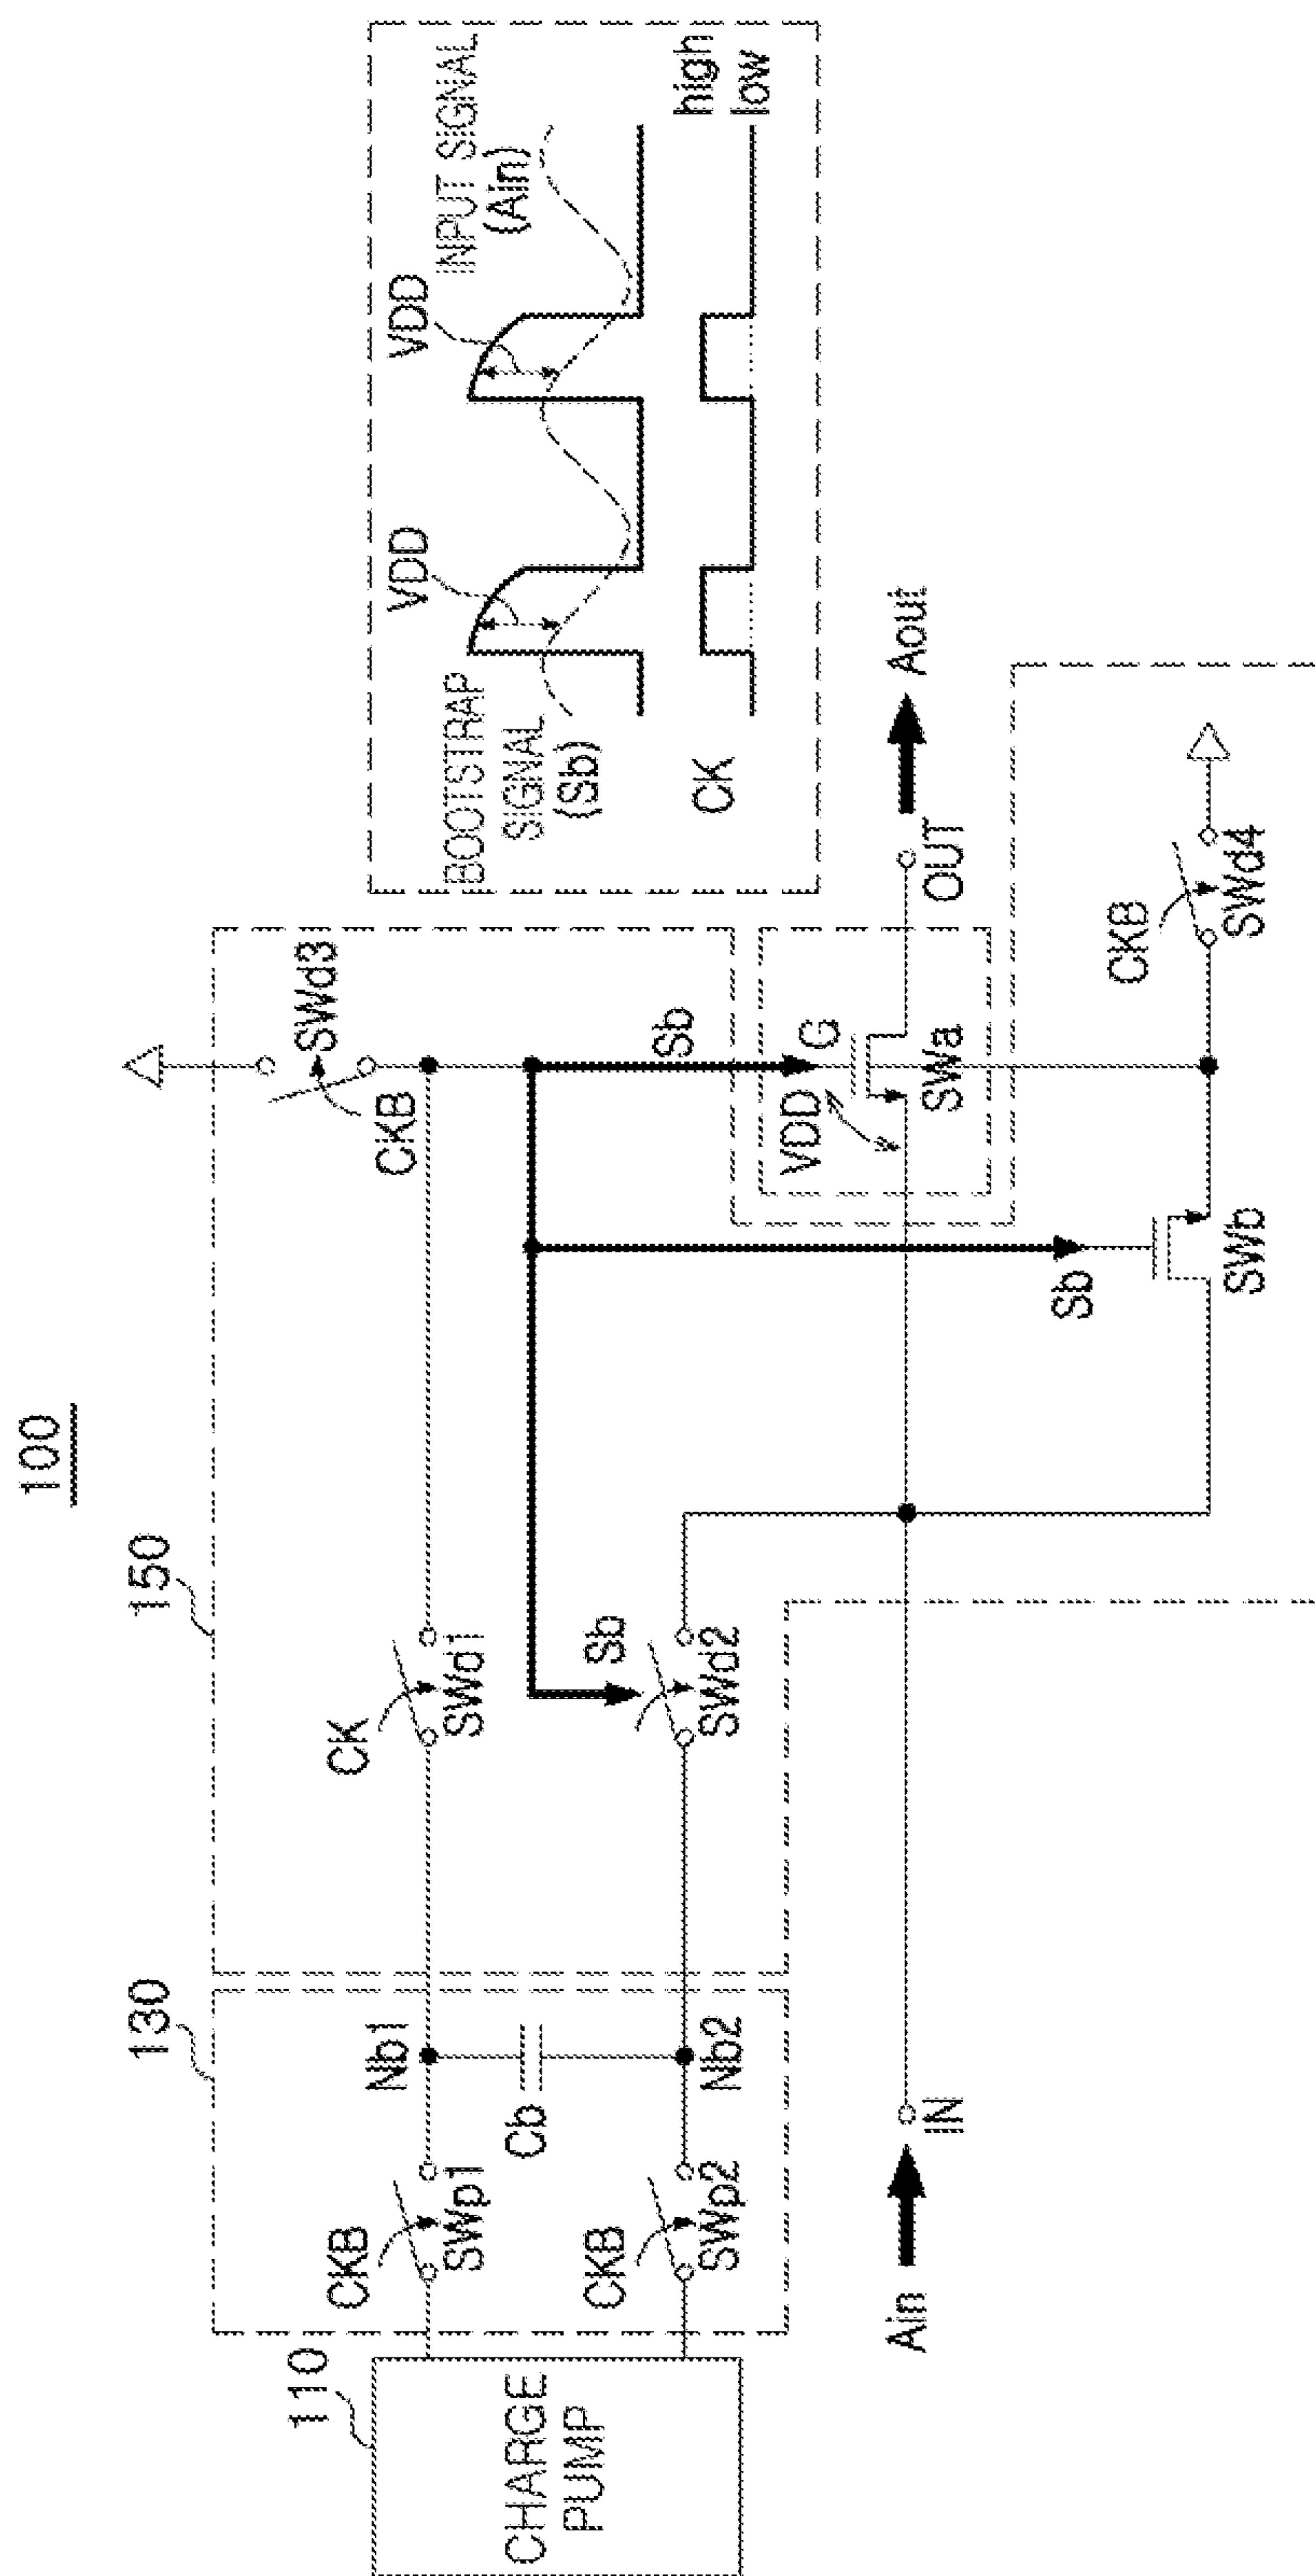 100
150
130
110
CHARGE
PUMP
CKB
SWp1
CKB
SWp2
Cb
Nb1
Nb2
CK
SWd1
Sb
SWd2
CKB
SWd3
Sb
VDD
G
SWa
Sb
SWb
CKB
SWd4
Ain
IN
OUT
Aout
BOOTSTRAP
SIGNAL
(Sb)
VDD
VDD
INPUT SIGNAL
(Ain)
CK
high
low